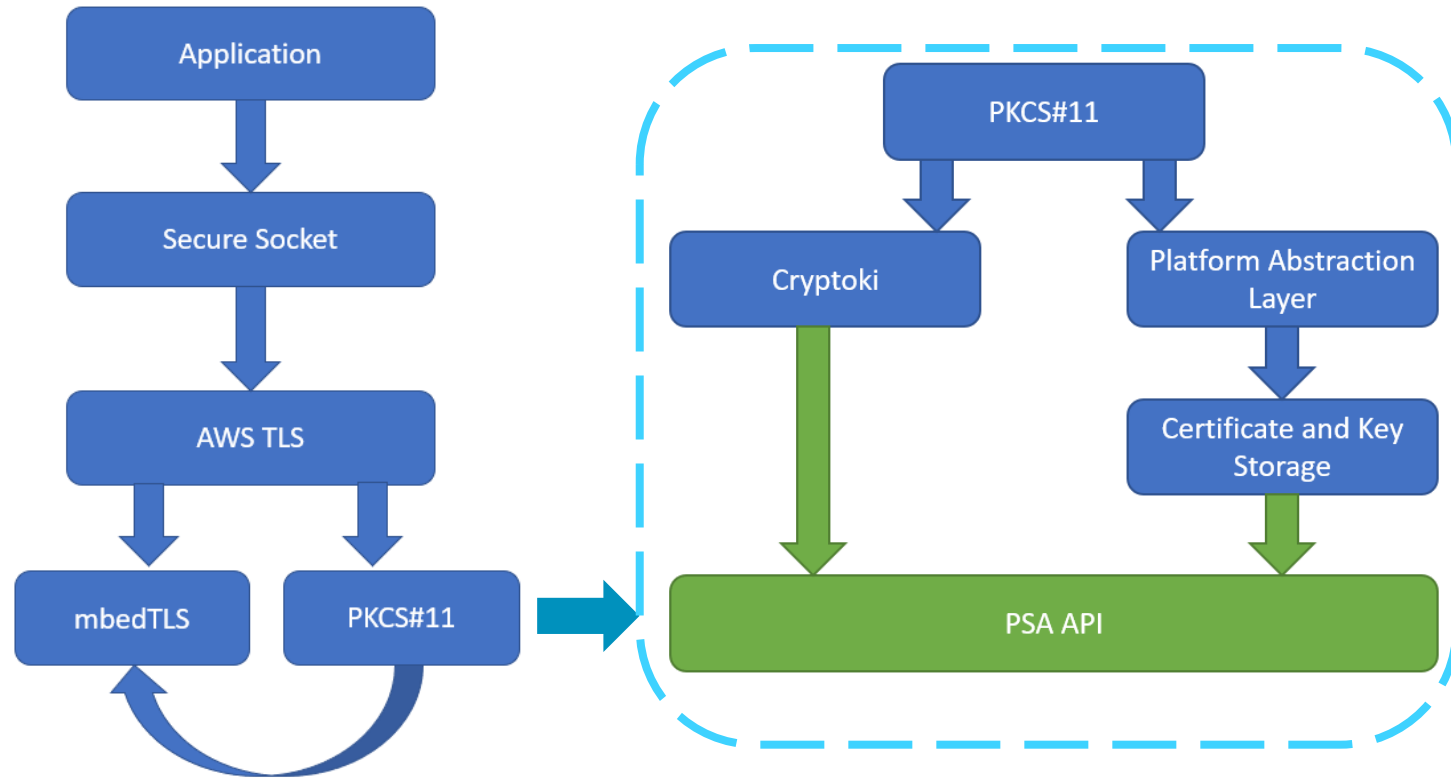 Application
Secure Socket
AWS TLS
mbedTLS
PKCS#11
PKCS#11
Cryptoki
Platform Abstraction
Layer
Certificate and Key
Storage
PSA API